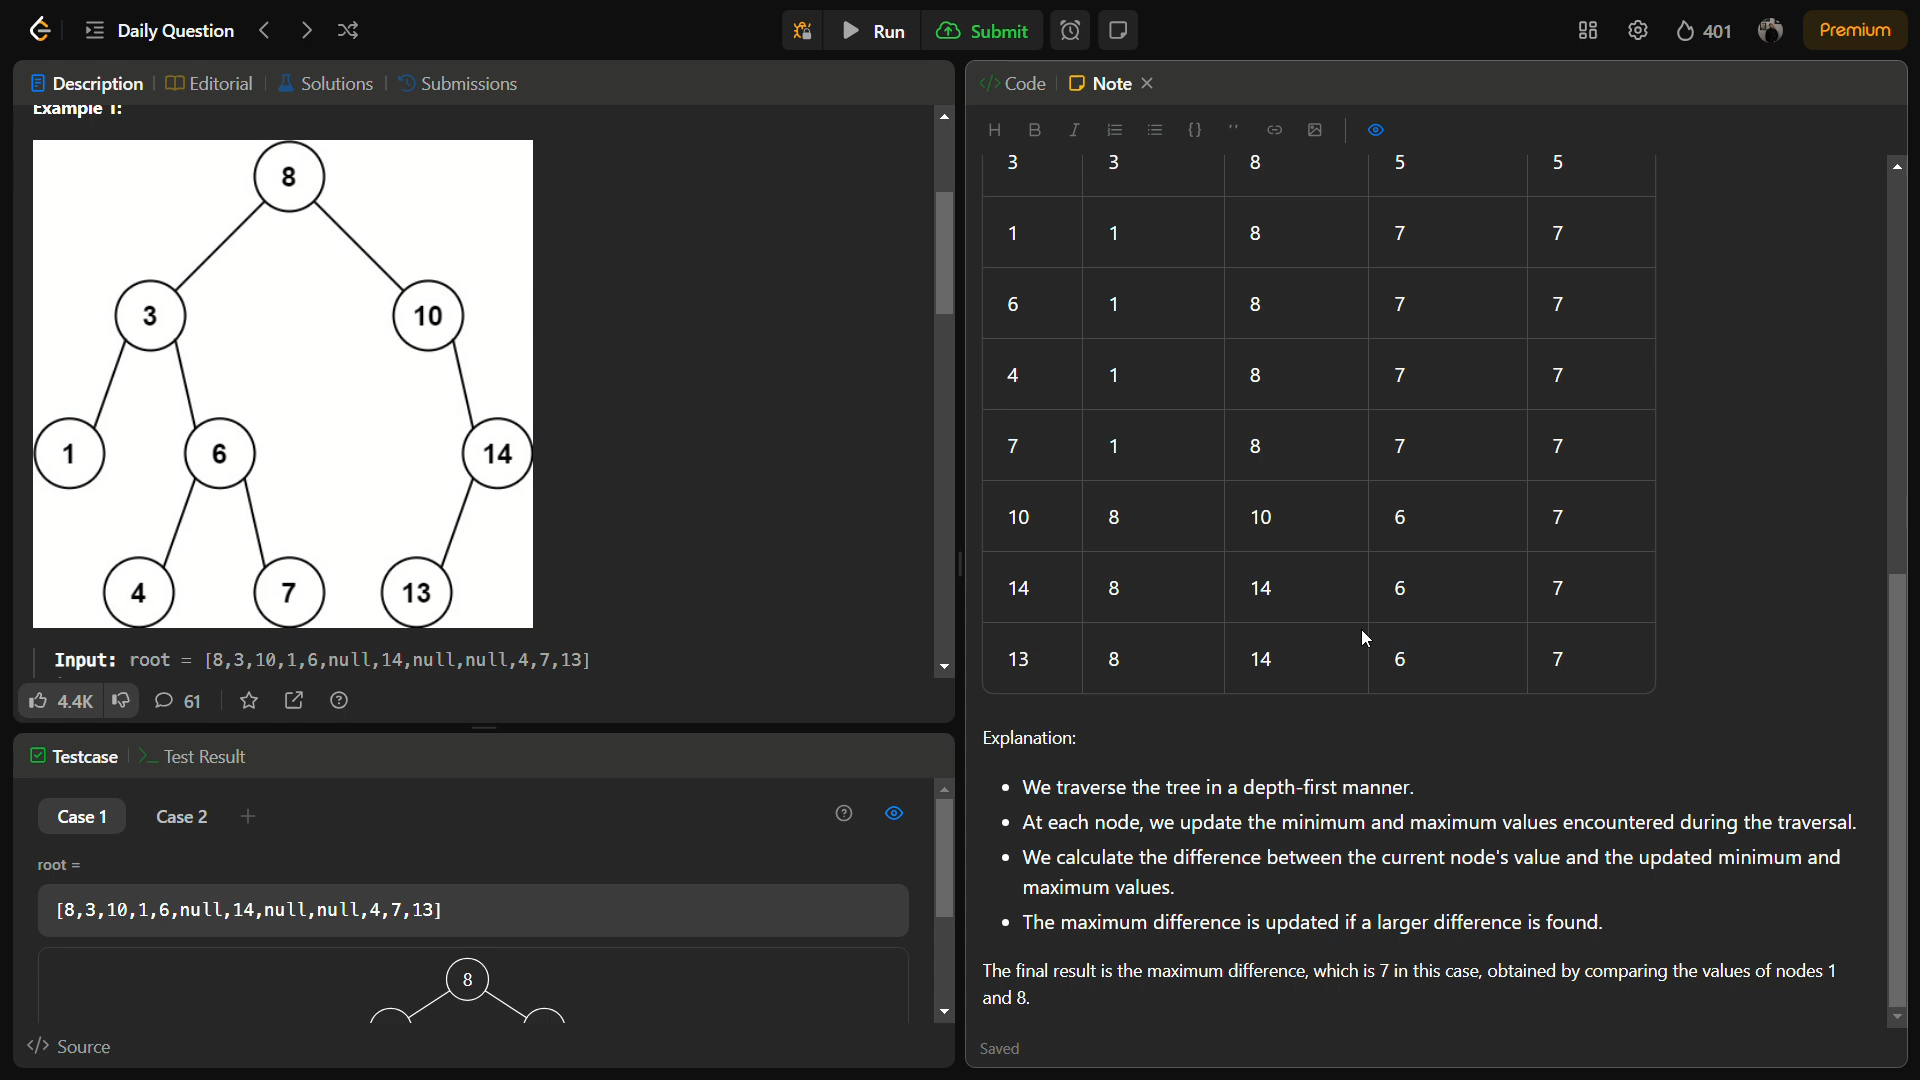 Daily Question
Run
Submit
401
Premium
Description
Editorial
Solutions
Submissions
Example 1:
8
3
10
1
6
14
4
7
13
Input: root = [8,3,10,1,6,null,14,null,null,4,7,13]
4.4K
61
Testcase
Test Result
Case 1
Case 2
root =
[8,3,10,1,6,null,14,null,null,4,7,13]
8
Source
Code
Note
H B I {} "
3 3 8 5 5
1 1 8 7 7
6 1 8 7 7
4 1 8 7 7
7 1 8 7 7
10 8 10 6 7
14 8 14 6 7
13 8 14 6 7
Explanation:
• We traverse the tree in a depth-first manner.
• At each node, we update the minimum and maximum values encountered during the traversal.
• We calculate the difference between the current node's value and the updated minimum and
maximum values.
• The maximum difference is updated if a larger difference is found.
The final result is the maximum difference, which is 7 in this case, obtained by comparing the values of nodes 1
and 8.
Saved